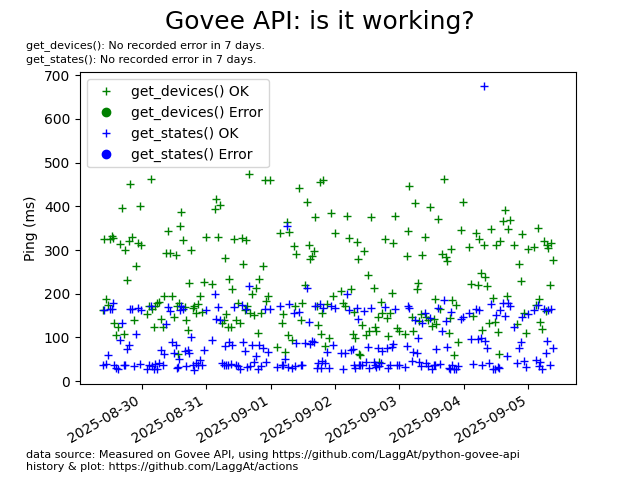 Govee API: is it working?
get_devices(): No recorded error in 7 days.
get_states(): No recorded error in 7 days.
700
600
500
400
300
200
100
0
Ping (ms)
get_devices() OK
get_devices() Error
get_states() OK
get_states() Error
2025-08-30
2025-08-31
2025-09-01
2025-09-02
2025-09-03
2025-09-04
2025-09-05
data source: Measured on Govee API, using https://github.com/LaggAt/python-govee-api
history & plot: https://github.com/LaggAt/actions